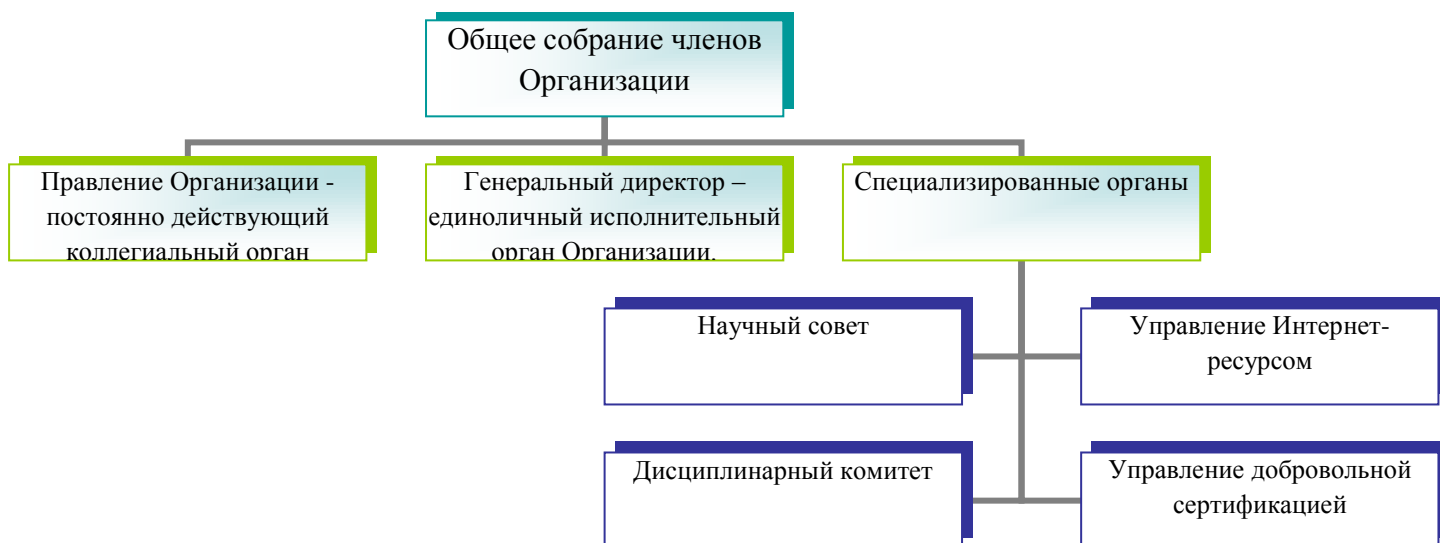 Общее собрание членов
Организации
Правление Организации -
постоянно действующий
коллегиальный орган
Генеральный директор –
единоличный исполнительный
орган Организации.
Специализированные органы
Научный совет
Управление Интернет-
ресурсом
Дисциплинарный комитет
Управление добровольной
сертификацией